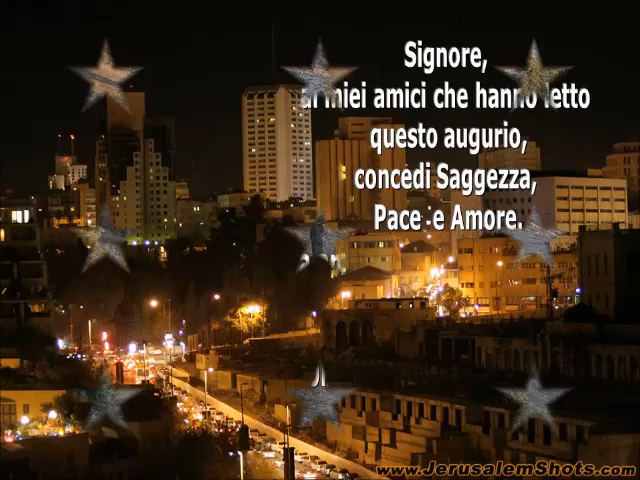 Signore,
ai miei amici che hanno letto
questo augurio,
concedi Saggezza,
Pace e Amore.
www.JerusalemShots.com